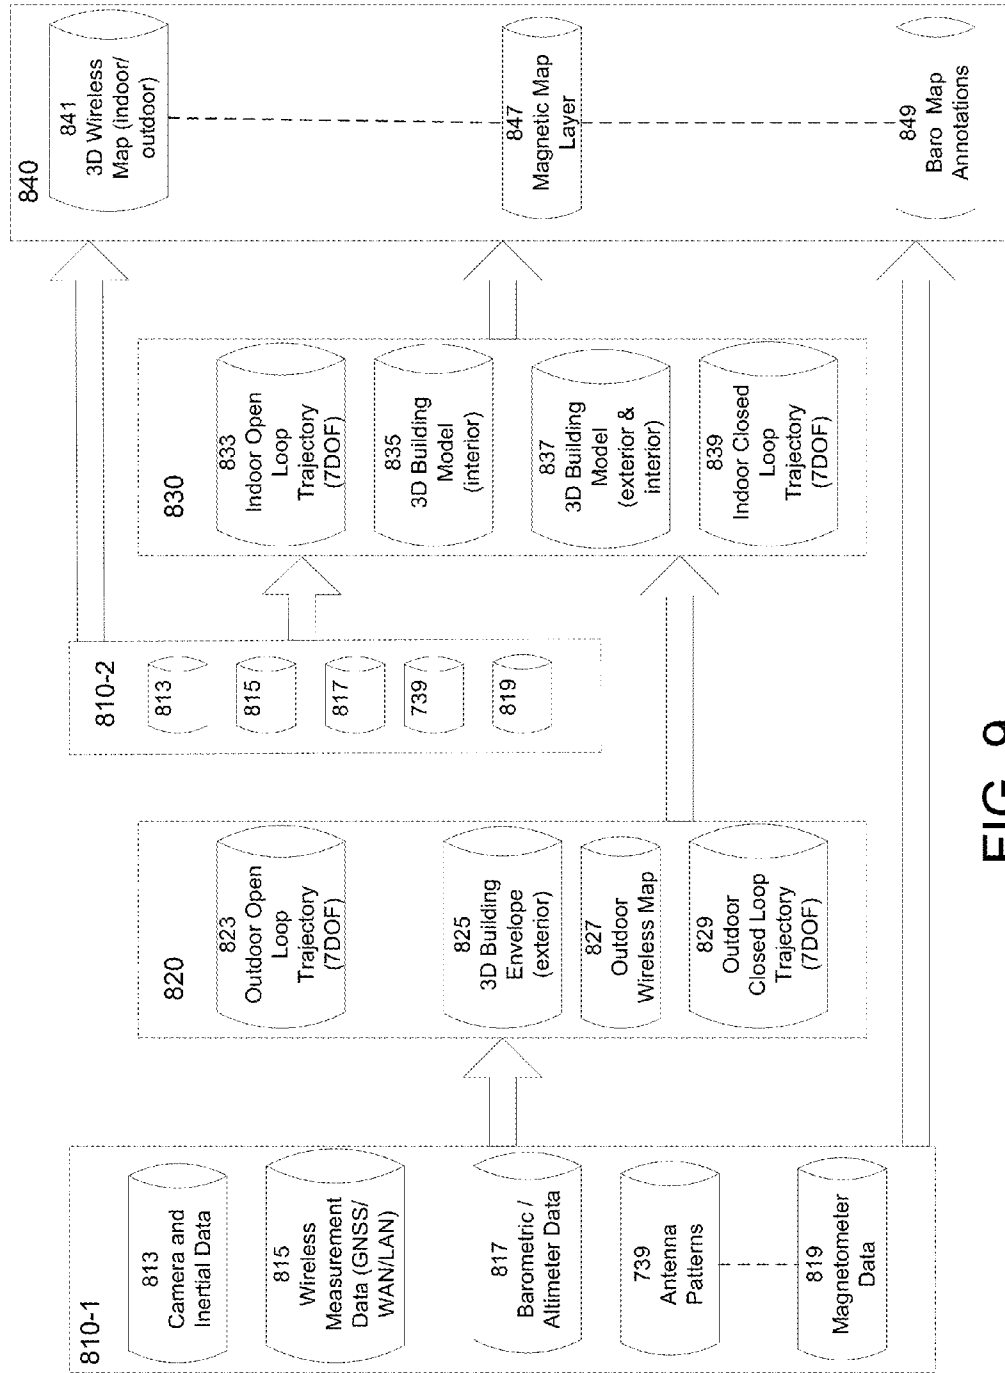 810-1
813
Camera and
Inertial Data
815
Wireless
Measurement
Data (GNSS/
WAN/LAN)
817
Barometric /
Altimeter Data
739
Antenna
Patterns
819
Magnetometer
Data
820
823
Outdoor Open
Loop
Trajectory
(7DOF)
825
3D Building
Envelope
(exterior)
827
Outdoor
Wireless Map
829
Outdoor
Closed Loop
Trajectory
(7DOF)
810-2
813
815
817
739
819
830
833
Indoor Open
Loop
Trajectory
(7DOF)
835
3D Building
Model
(interior)
837
3D Building
Model
(exterior &
interior)
839
Indoor Closed
Loop
Trajectory
(7DOF)
840
841
3D Wireless
Map (indoor/
outdoor)
847
Magnetic Map
Layer
849
Baro Map
Annotations
FIG. 9